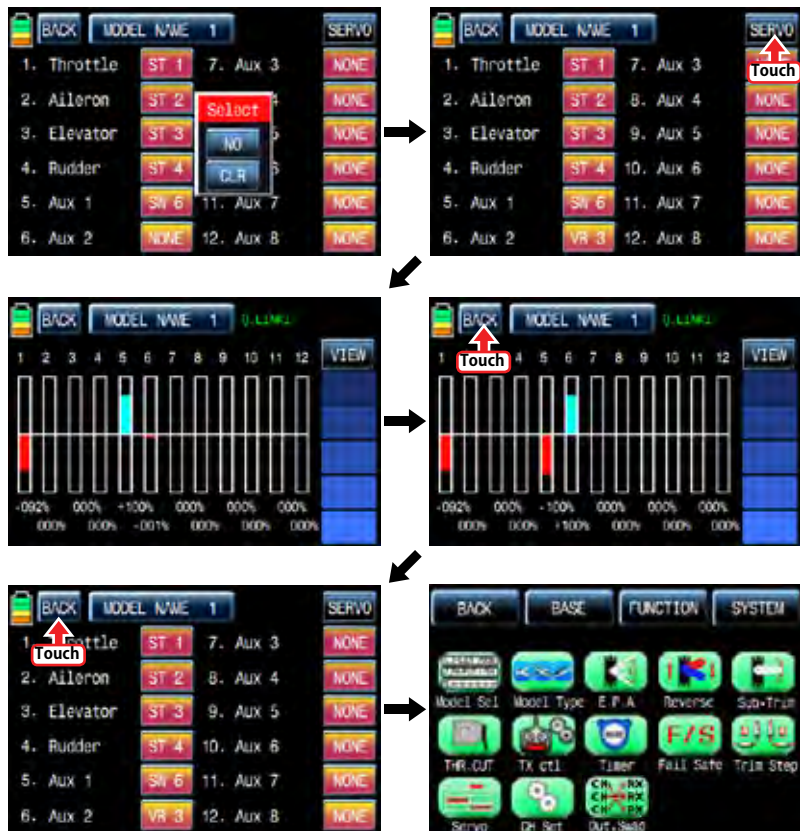 BACK MODEL NAME 1 SERVO
1. Throttle ST 1 7. Aux 3 NONE
2. Aileron ST 2 4 NONE
3. Elevator ST 3 5 NONE
4. Rudder ST 4 6 NONE
5. Aux 1 SW 6 11. Aux 7 NONE
6. Aux 2 NONE 12. Aux 8 NONE
Select
NO
CLR
BACK MODEL NAME 1 SERVO
Touch
1. Throttle ST 1 7. Aux 3 NONE
2. Aileron ST 2 8. Aux 4 NONE
3. Elevator ST 3 9. Aux 5 NONE
4. Rudder ST 4 10. Aux 6 NONE
5. Aux 1 SW 6 11. Aux 7 NONE
6. Aux 2 VR 3 12. Aux 8 NONE
BACK MODEL NAME 1
1 2 3 4 5 6 7 8 9 10 11 12 VIEW
-092% 000% +100% 000% 000% 000%
000% 000% -001% 000% 000% 000%
BACK MODEL NAME 1
Touch
1 4 5 6 7 8 9 10 11 12 VIEW
-092% 000% -100% 000% 000% 000%
000% 000% +100% 000% 000% 000%
BACK MODEL NAME 1 SERVO
Touch
1 ottle ST 1 7. Aux 3 NONE
2. Aileron ST 2 8. Aux 4 NONE
3. Elevator ST 3 9. Aux 5 NONE
4. Rudder ST 4 10. Aux 6 NONE
5. Aux 1 SW 6 11. Aux 7 NONE
6. Aux 2 VR 3 12. Aux 8 NONE
BACK BASE FUNCTION SYSTEM
Model Sel Model Type E.P.A Reverse Sub-Trim
F/S
THR.CUT TX ctl Timer Fail Safe Trim Step
CH RX
CH RX
CH RX
Servo CH Set Out.Swap